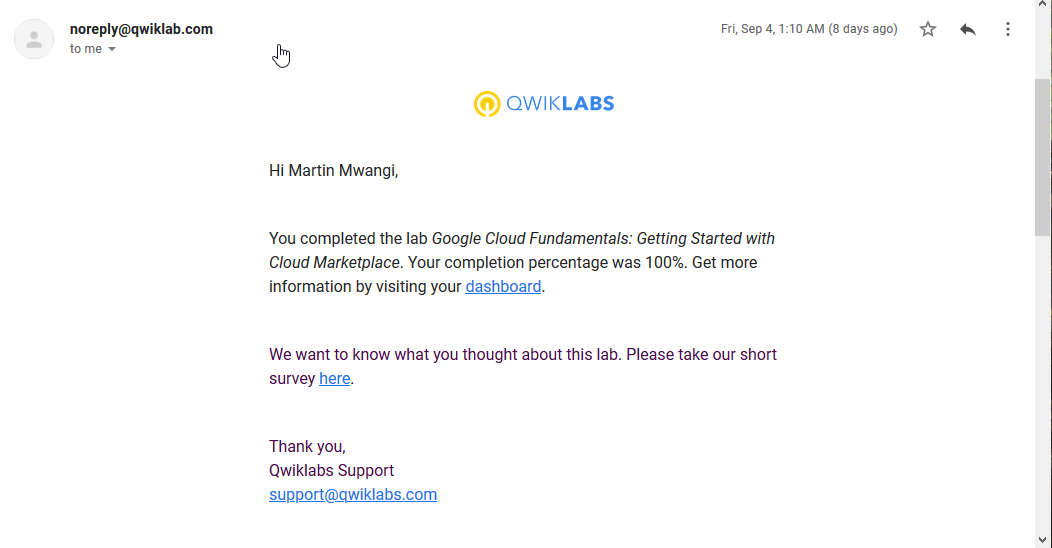 noreply@qwiklab.com
Fri, Sep 4, 1:10 AM (8 days ago)
to me
QWIKLABS
Hi Martin Mwangi,
You completed the lab Google Cloud Fundamentals: Getting Started with
Cloud Marketplace. Your completion percentage was 100%. Get more
information by visiting your dashboard.
We want to know what you thought about this lab. Please take our short
survey here.
Thank you,
Qwiklabs Support
support@qwiklabs.com